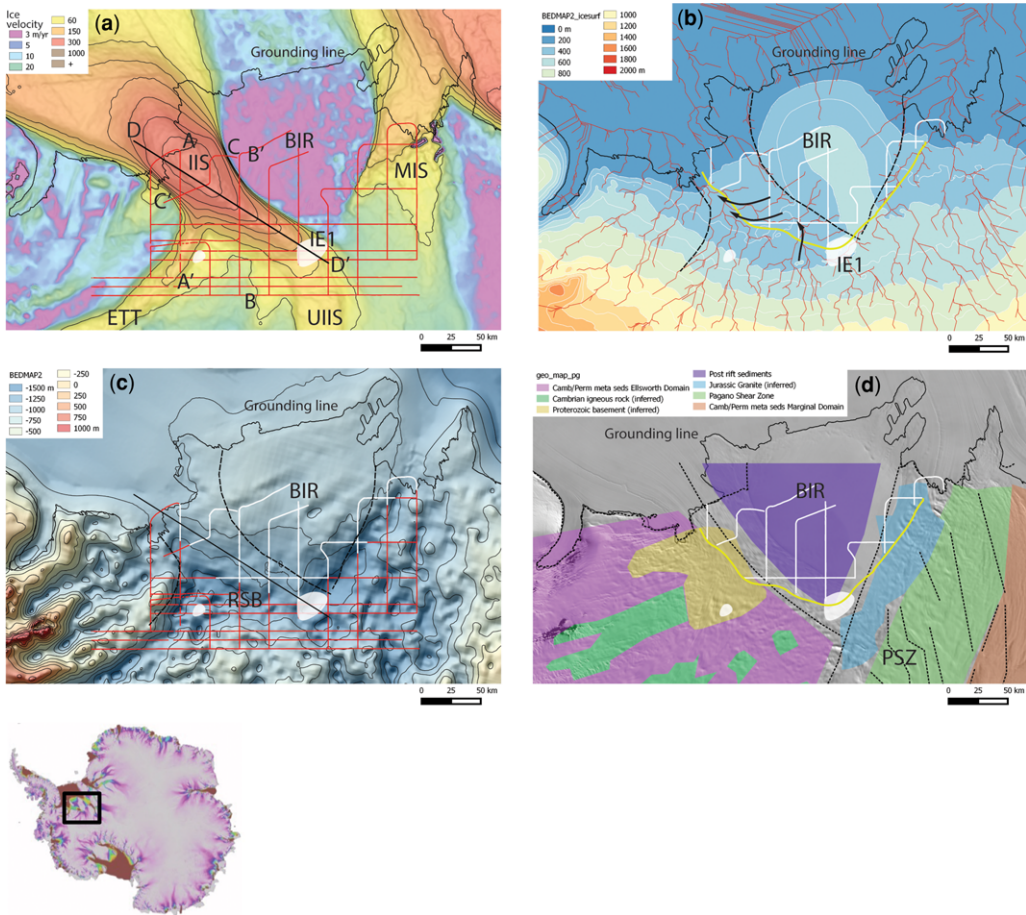 Ice velocity
3 m/yr
5
10
20
60
150
300
1000
+
(a)
Grounding line
D
A
IIS
C
B'
BIR
MIS
C'
IE1
A'
D'
B
ETT
UIIS
0 25 50 km
BEDMAP2_icesurf
0 m
200
400
600
800
1000
1200
1400
1600
1800
2000 m
(b)
Grounding line
BIR
IE1
0 25 50 km
BEDMAP2
-1500 m
-1250
-1000
-750
-500
-250
0
250
500
750
1000 m
(c)
Grounding line
BIR
RSB
0 25 50 km
geo_map_pg
Camb/Perm meta seds Ellsworth Domain
Cambrian igneous rock (inferred)
Proterozoic basement (inferred)
Post rift sediments
Jurassic Granite (inferred)
Pagano Shear Zone
Camb/Perm meta seds Marginal Domain
(d)
Grounding line
BIR
PSZ
0 25 50 km